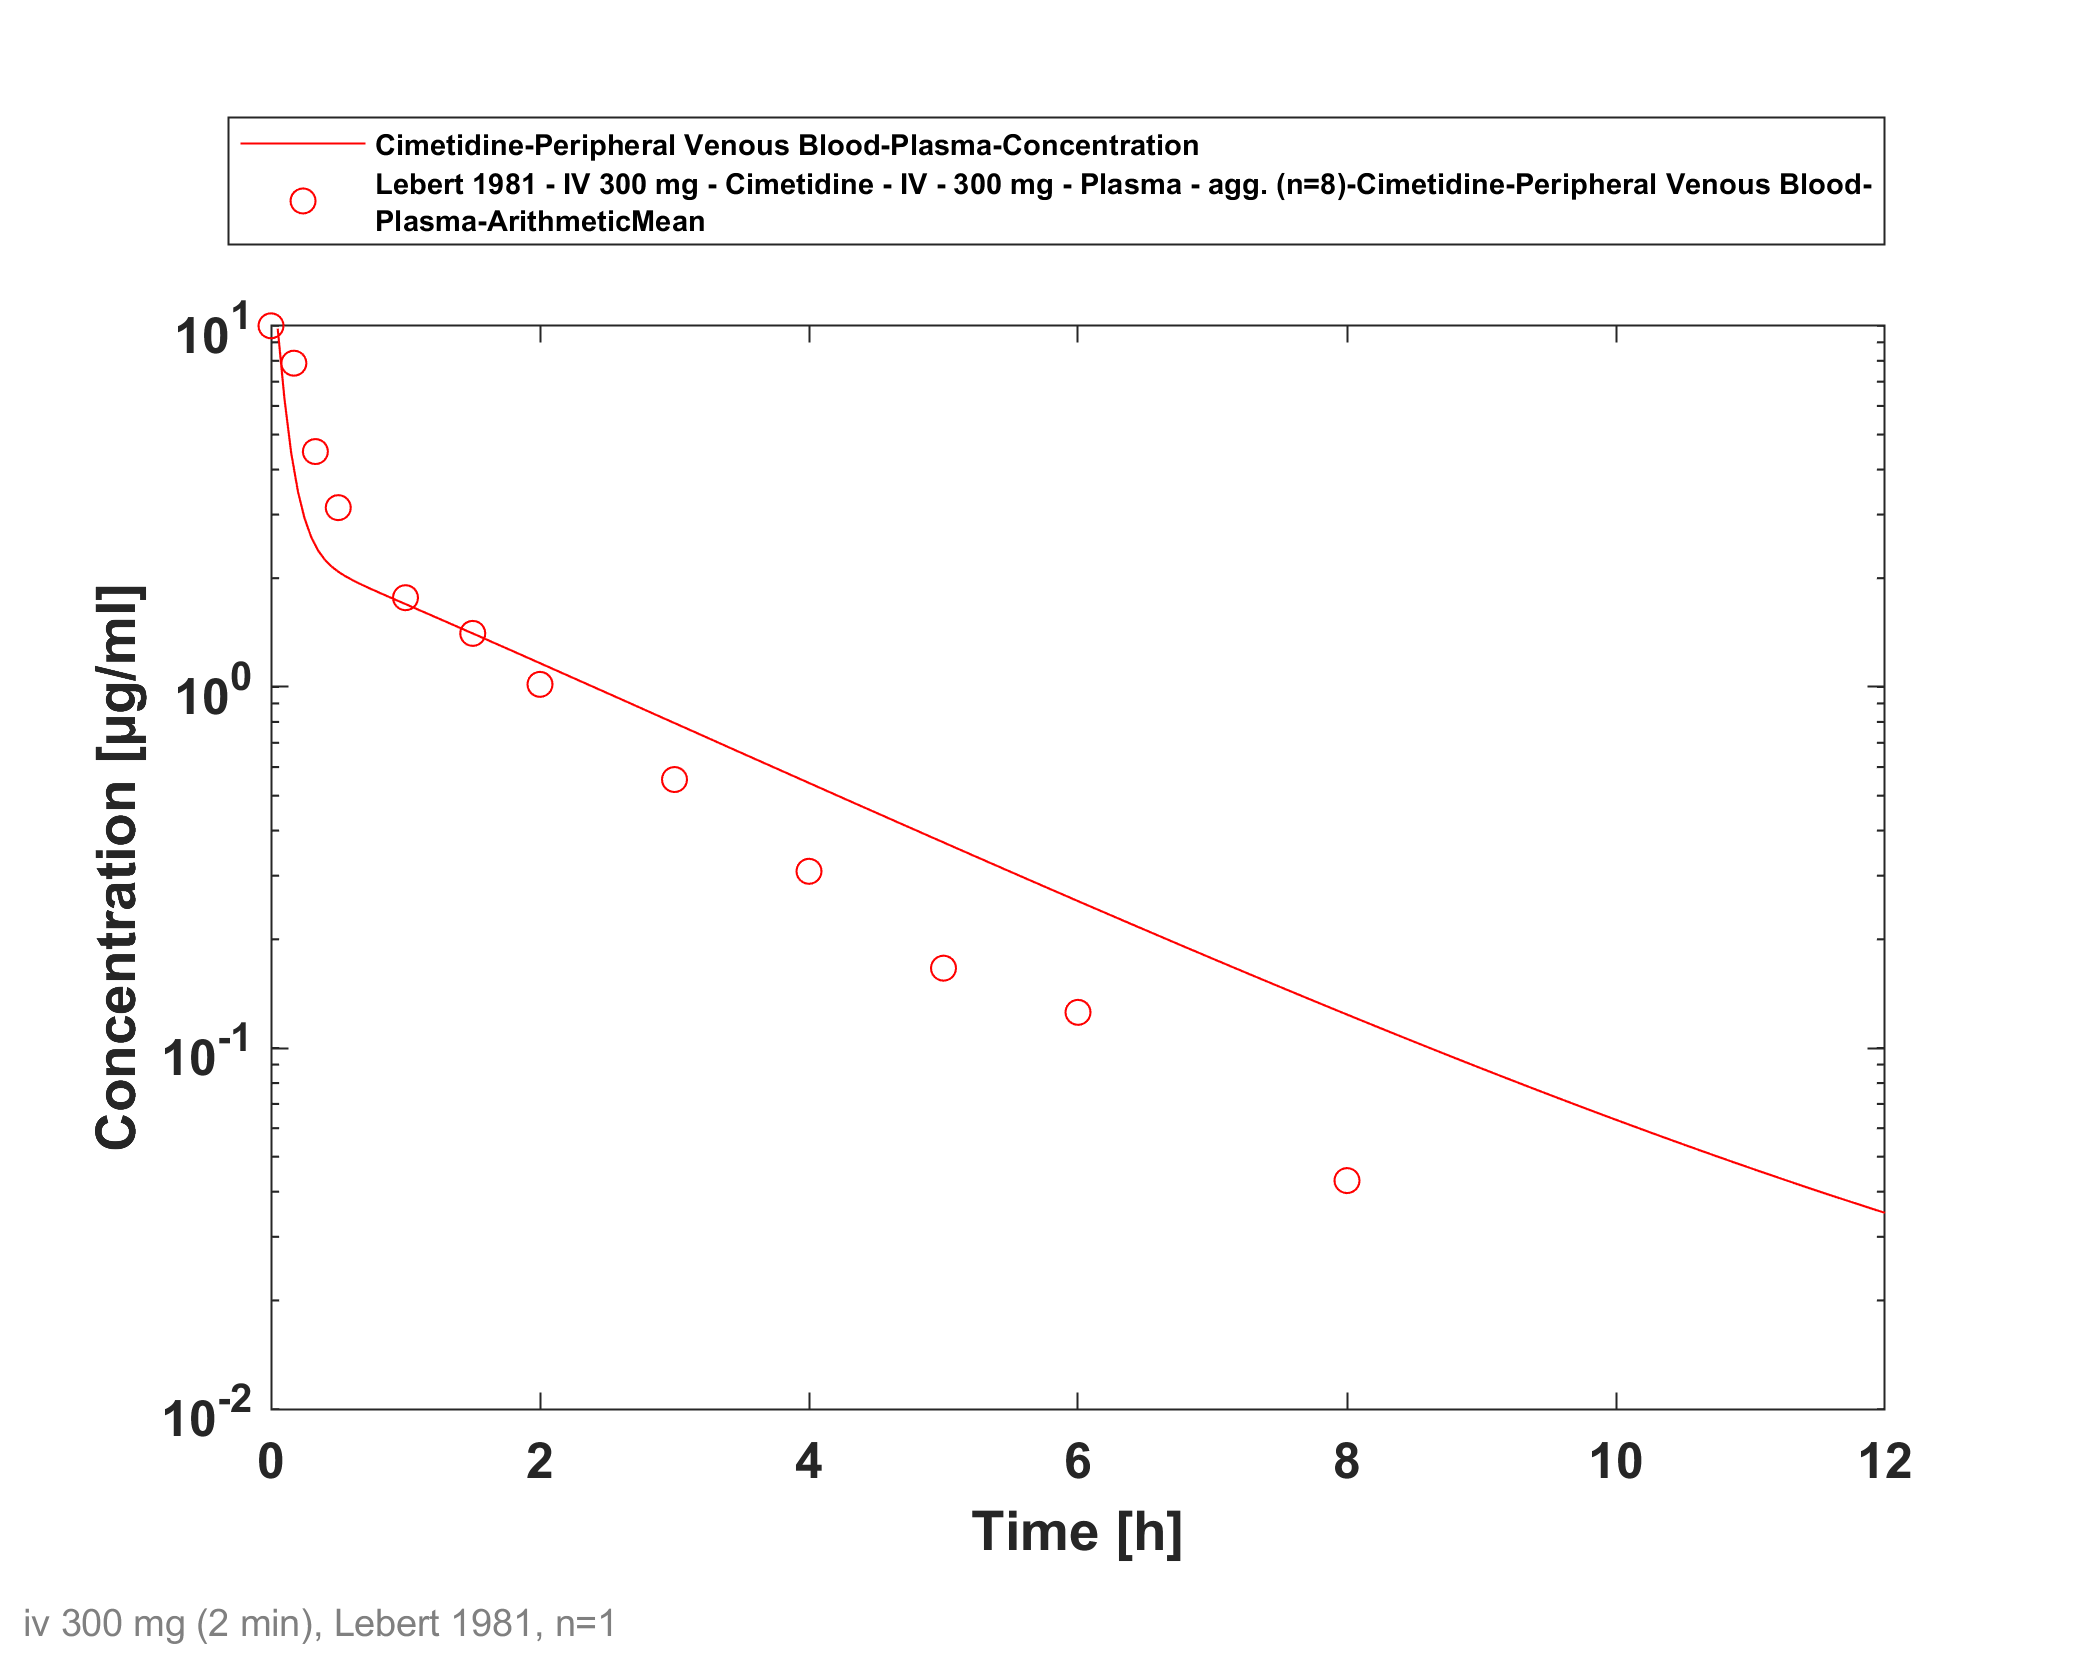 Cimetidine-Peripheral Venous Blood-Plasma-Concentration
Lebert 1981 - IV 300 mg - Cimetidine - IV - 300 mg - Plasma - agg. (n=8)-Cimetidine-Peripheral Venous Blood-
Plasma-ArithmeticMean
10^1
10^0
10^-1
10^-2
Concentration [µg/ml]
0 2 4 6 8 10 12
Time [h]
iv 300 mg (2 min), Lebert 1981, n=1